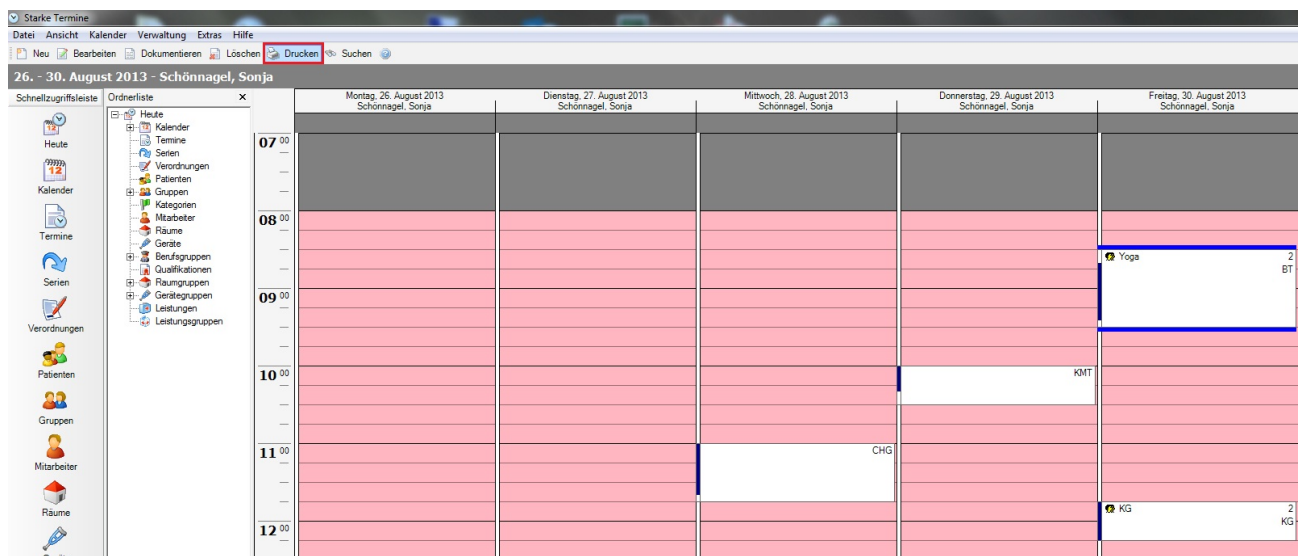 Starke Termine
Datei Ansicht Kalender Verwaltung Extras Hilfe
Neu Bearbeiten Dokumentieren Löschen Drucken Suchen
26. - 30. August 2013 - Schönnagel, Sonja
Schnellzugriffsleiste
Heute
Kalender
Termine
Serien
Verordnungen
Patienten
Gruppen
Mitarbeiter
Räume
Ordnerliste
Heute
Kalender
Termine
Serien
Verordnungen
Patienten
Gruppen
Kategorien
Mitarbeiter
Räume
Geräte
Berufsgruppen
Qualifikationen
Raumgruppen
Gerätegruppen
Leistungen
Leistungsgruppen
Montag, 26. August 2013
Schönnagel, Sonja
Dienstag, 27. August 2013
Schönnagel, Sonja
Mittwoch, 28. August 2013
Schönnagel, Sonja
Donnerstag, 29. August 2013
Schönnagel, Sonja
Freitag, 30. August 2013
Schönnagel, Sonja
07 00
08 00
Yoga 2
BT
09 00
10 00
KMT
11 00
CHG
KG 2
KG
12 00